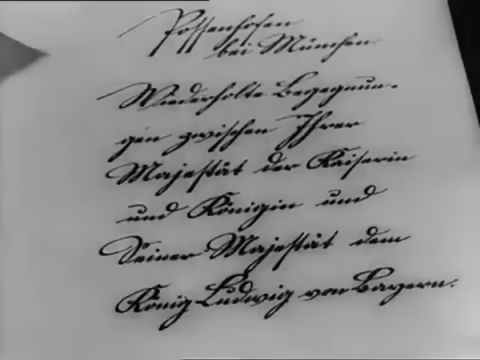 Possenhofen
bei München
Wiederholte Begegnun-
gen zwischen Ihrer
Majestät der Kaiserin
und Königin und
Seiner Majestät dem
König Ludwig von Bayern.